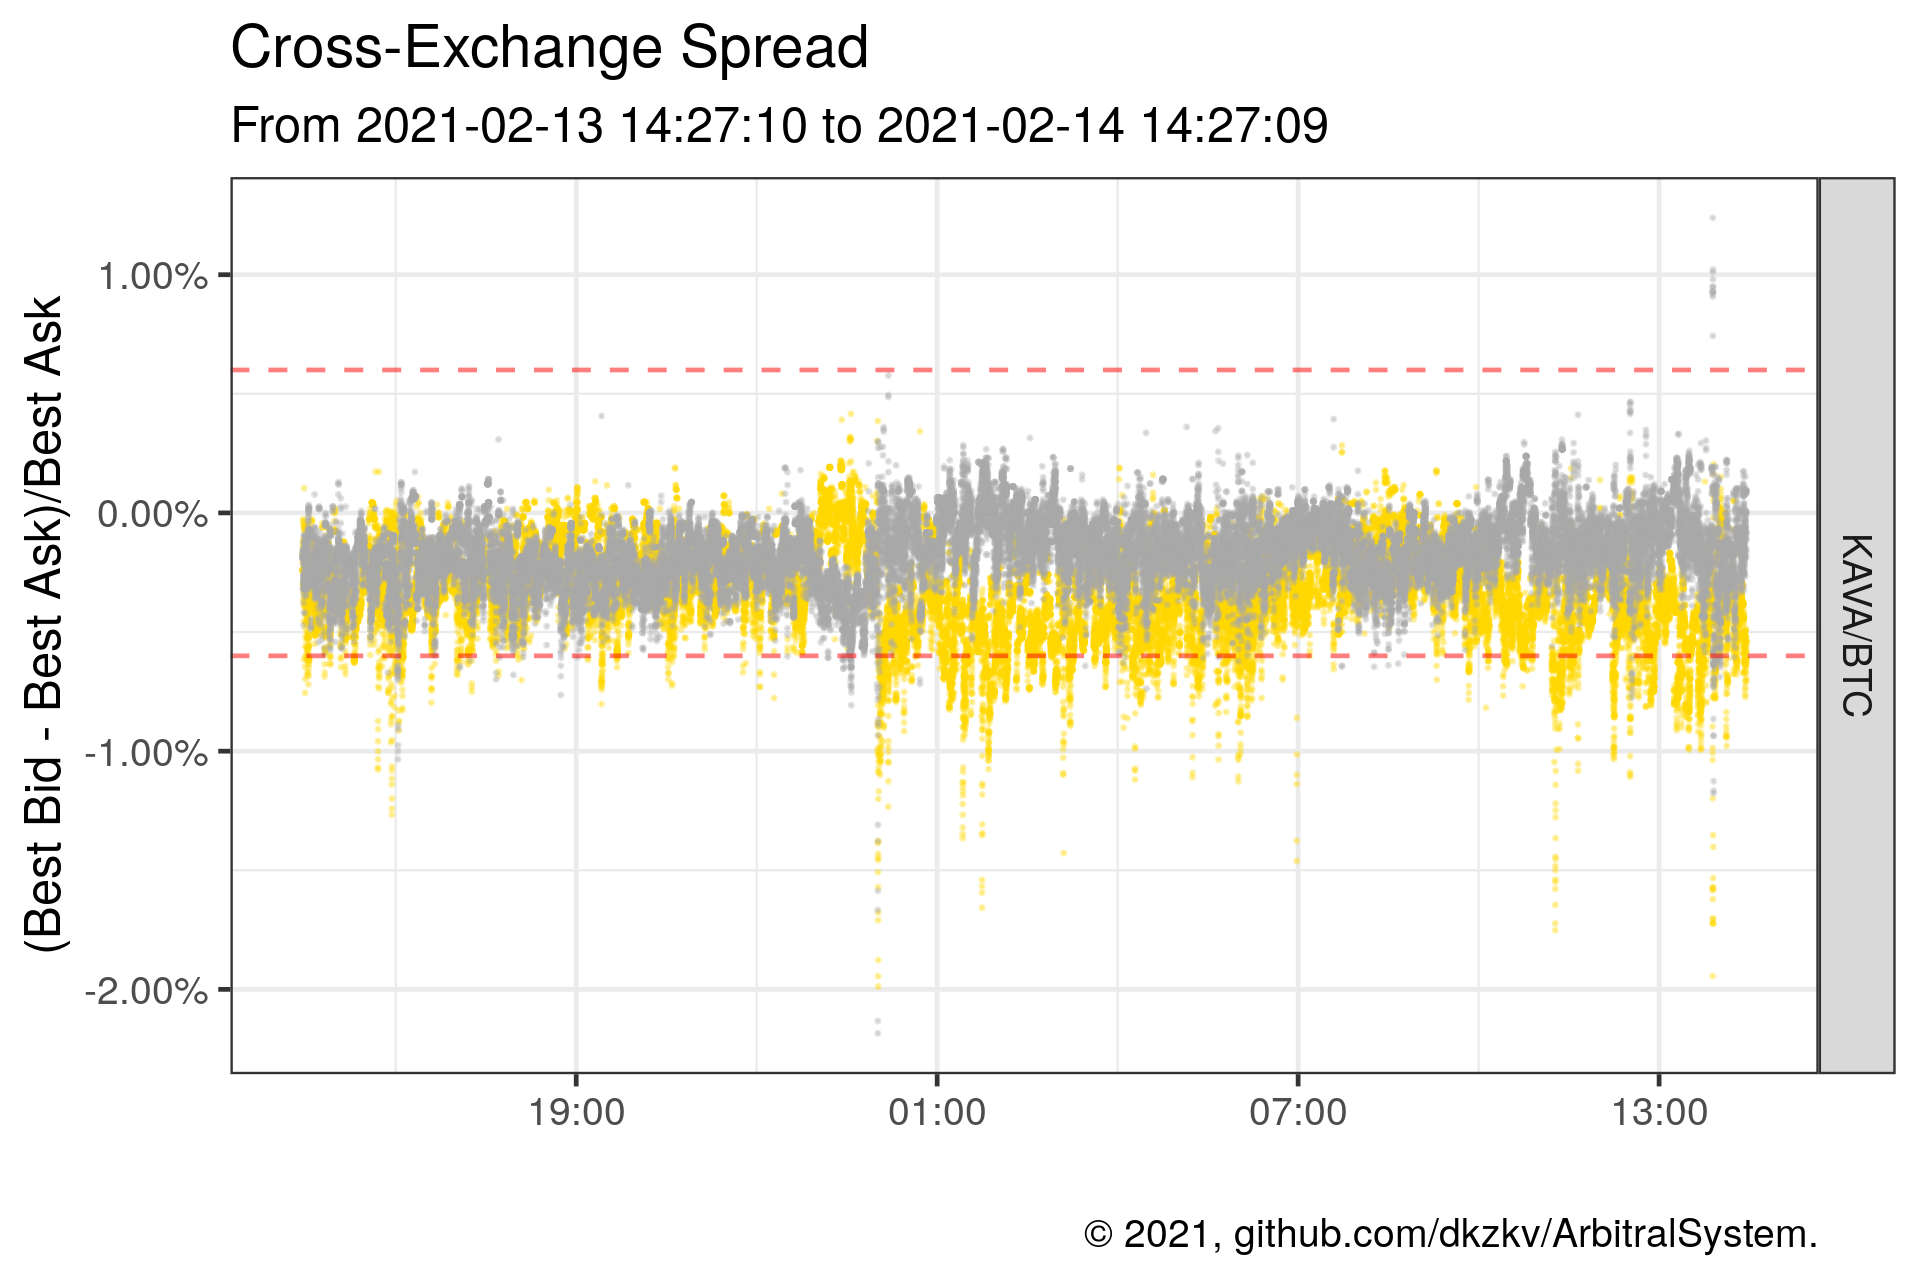 Cross-Exchange Spread
From 2021-02-13 14:27:10 to 2021-02-14 14:27:09
(Best Bid - Best Ask)/Best Ask
1.00%
0.00%
-1.00%
-2.00%
KAVA/BTC
19:00
01:00
07:00
13:00
© 2021, github.com/dkzkv/ArbitralSystem.